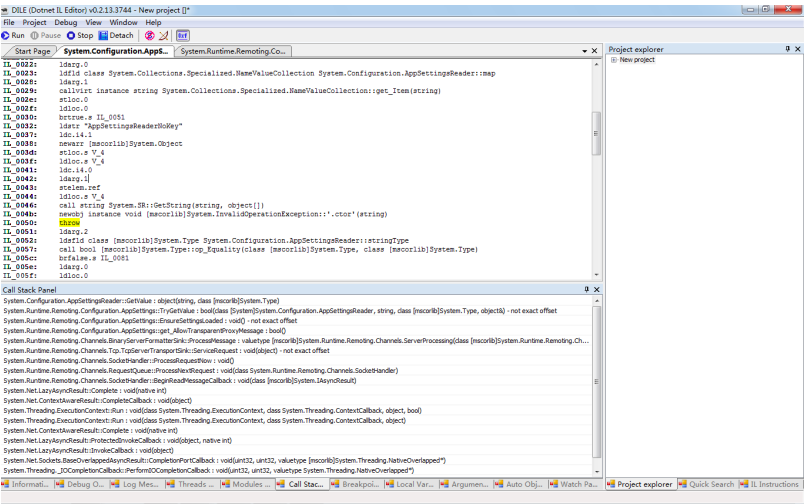 DILE (Dotnet IL Editor) v0.2.13.3744 - New project []*
File Project Debug View Window Help
Run Pause Stop Detach
Start Page System.Configuration.AppS... System.Runtime.Remoting.Co...
IL_0022: ldarg.0
IL_0023: ldfld class System.Collections.Specialized.NameValueCollection System.Configuration.AppSettingsReader::map
IL_0028: ldarg.1
IL_0029: callvirt instance string System.Collections.Specialized.NameValueCollection::get_Item(string)
IL_002e: stloc.0
IL_002f: ldloc.0
IL_0030: brtrue.s IL_0051
IL_0032: ldstr "AppSettingsReaderNoKey"
IL_0037: ldc.i4.1
IL_0038: newarr [mscorlib]System.Object
IL_003d: stloc.s V_4
IL_003f: ldloc.s V_4
IL_0041: ldc.i4.0
IL_0042: ldarg.1
IL_0043: stelem.ref
IL_0044: ldloc.s V_4
IL_0046: call string System.SR::GetString(string, object[])
IL_004b: newobj instance void [mscorlib]System.InvalidOperationException::'.ctor'(string)
IL_0050: throw
IL_0051: ldarg.2
IL_0052: ldsfld class [mscorlib]System.Type System.Configuration.AppSettingsReader::stringType
IL_0057: call bool [mscorlib]System.Type::op_Equality(class [mscorlib]System.Type, class [mscorlib]System.Type)
IL_005c: brfalse.s IL_0081
IL_005e: ldarg.0
IL_005f: ldloc.0
Project explorer
New project
Call Stack Panel
System.Configuration.AppSettingsReader::GetValue : object(string, class [mscorlib]System.Type)
System.Runtime.Remoting.Channels.AppSettings::TryGetValue : bool(class [System]System.Configuration.AppSettingsReader, string, class [mscorlib]System.Type, object&) - not exact offset
System.Runtime.Remoting.Channels.AppSettings::EnsureSettingsLoaded : void() - not exact offset
System.Runtime.Remoting.Channels.AppSettings::get_AllowTransparentProxyMessage : bool()
System.Runtime.Remoting.Channels.BinaryServerFormatterSink::ProcessMessage : valuetype [mscorlib]System.Runtime.Remoting.Channels.ServerProcessing(class [mscorlib]System.Runtime.Remoting.Ch...
System.Runtime.Remoting.Channels.Tcp.TcpServerTransportSink::ServiceRequest : void(object) - not exact offset
System.Runtime.Remoting.Channels.SocketHandler::ProcessRequestNow : void()
System.Runtime.Remoting.Channels.RequestQueue::ProcessNextRequest : void(class System.Runtime.Remoting.Channels.SocketHandler)
System.Runtime.Remoting.Channels.SocketHandler::BeginReadMessageCallback : void(class [mscorlib]System.IAsyncResult)
System.Net.LazyAsyncResult::Complete : void(native int)
System.Net.ContextAwareResult::CompleteCallback : void(object)
System.Threading.ExecutionContext::Run : void(class System.Threading.ExecutionContext, class System.Threading.ContextCallback, object, bool)
System.Threading.ExecutionContext::Run : void(class System.Threading.ExecutionContext, class System.Threading.ContextCallback, object)
System.Net.ContextAwareResult::Complete : void(native int)
System.Net.LazyAsyncResult::ProtectedInvokeCallback : void(object, native int)
System.Net.LazyAsyncResult::InvokeCallback : void(object)
System.Net.Sockets.BaseOverlappedAsyncResult::CompletionPortCallback : void(uint32, uint32, valuetype [mscorlib]System.Threading.NativeOverlapped*)
System.Threading._IOCompletionCallback::PerformIOCompletionCallback : void(uint32, uint32, valuetype System.Threading.NativeOverlapped*)
Informati... Debug O... Log Mes... Threads ... Modules ... Call Stac... Breakpoi... Local Var... Argumen... Auto Obj... Watch Pa... Project explorer Quick Search IL Instructions